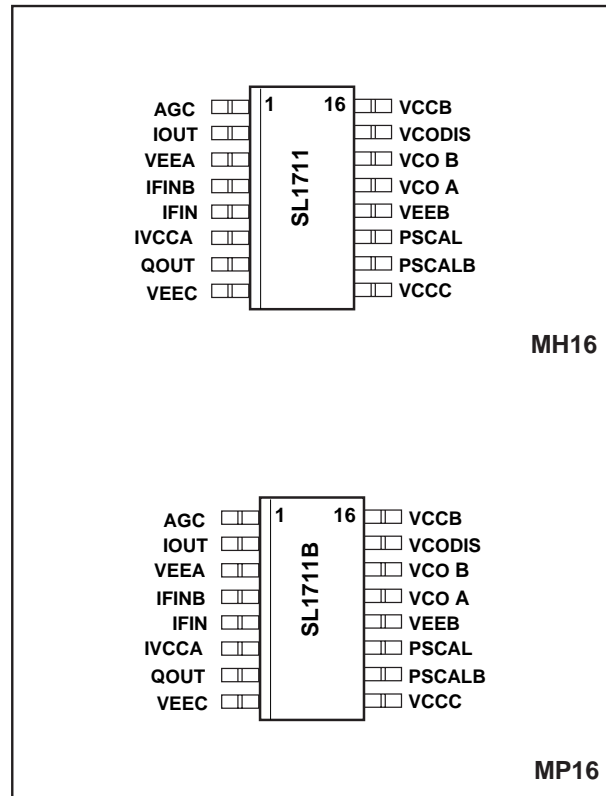 AGC 1 16 VCCB
IOUT VCODIS
VEEA VCO B
IFINB VCO A
IFIN VEEB
IVCCA PSCAL
QOUT PSCALB
VEEC VCCC
SL1711
MH16
AGC 1 16 VCCB
IOUT VCODIS
VEEA VCO B
IFINB VCO A
IFIN VEEB
IVCCA PSCAL
QOUT PSCALB
VEEC VCCC
SL1711B
MP16